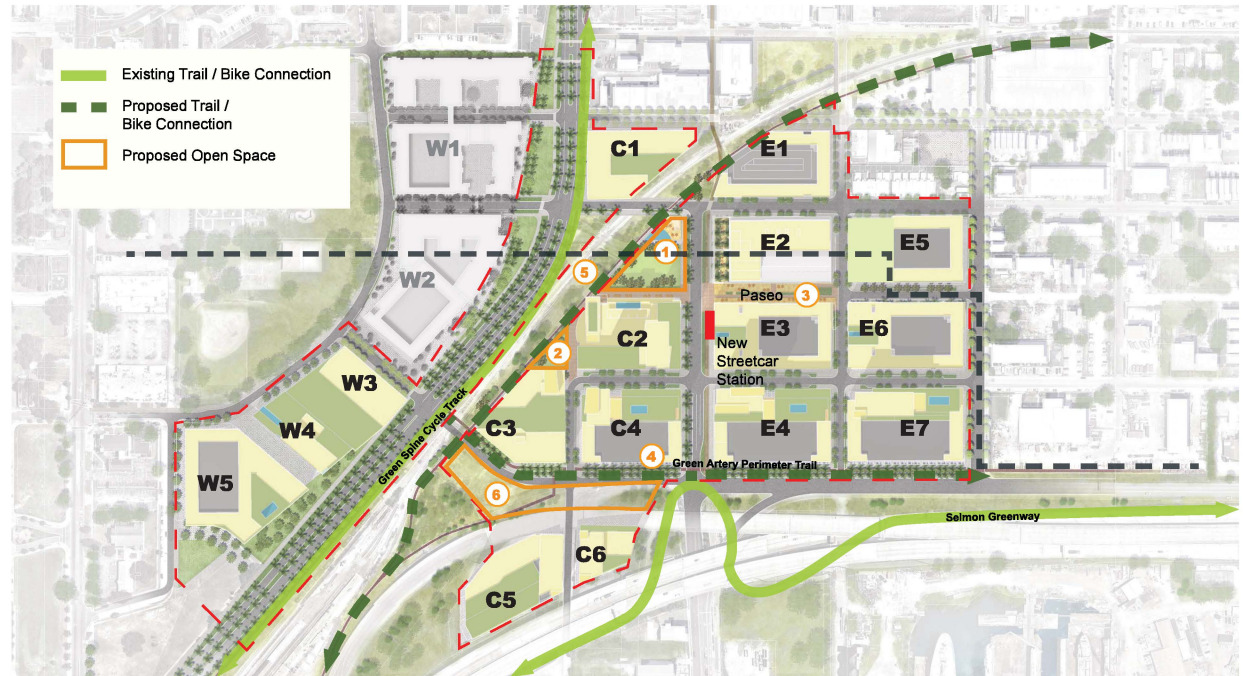 Existing Trail / Bike Connection
Proposed Trail /
Bike Connection
Proposed Open Space
W1
C1
E1
W2
1
E2
E5
5
Paseo 3
C2
E3
E6
2
New
Streetcar
Station
W3
W4
Green Spine Cycle Track
C3
C4
E4
E7
4
Green Artery Perimeter Trail
W5
6
Selmon Greenway
C6
C5